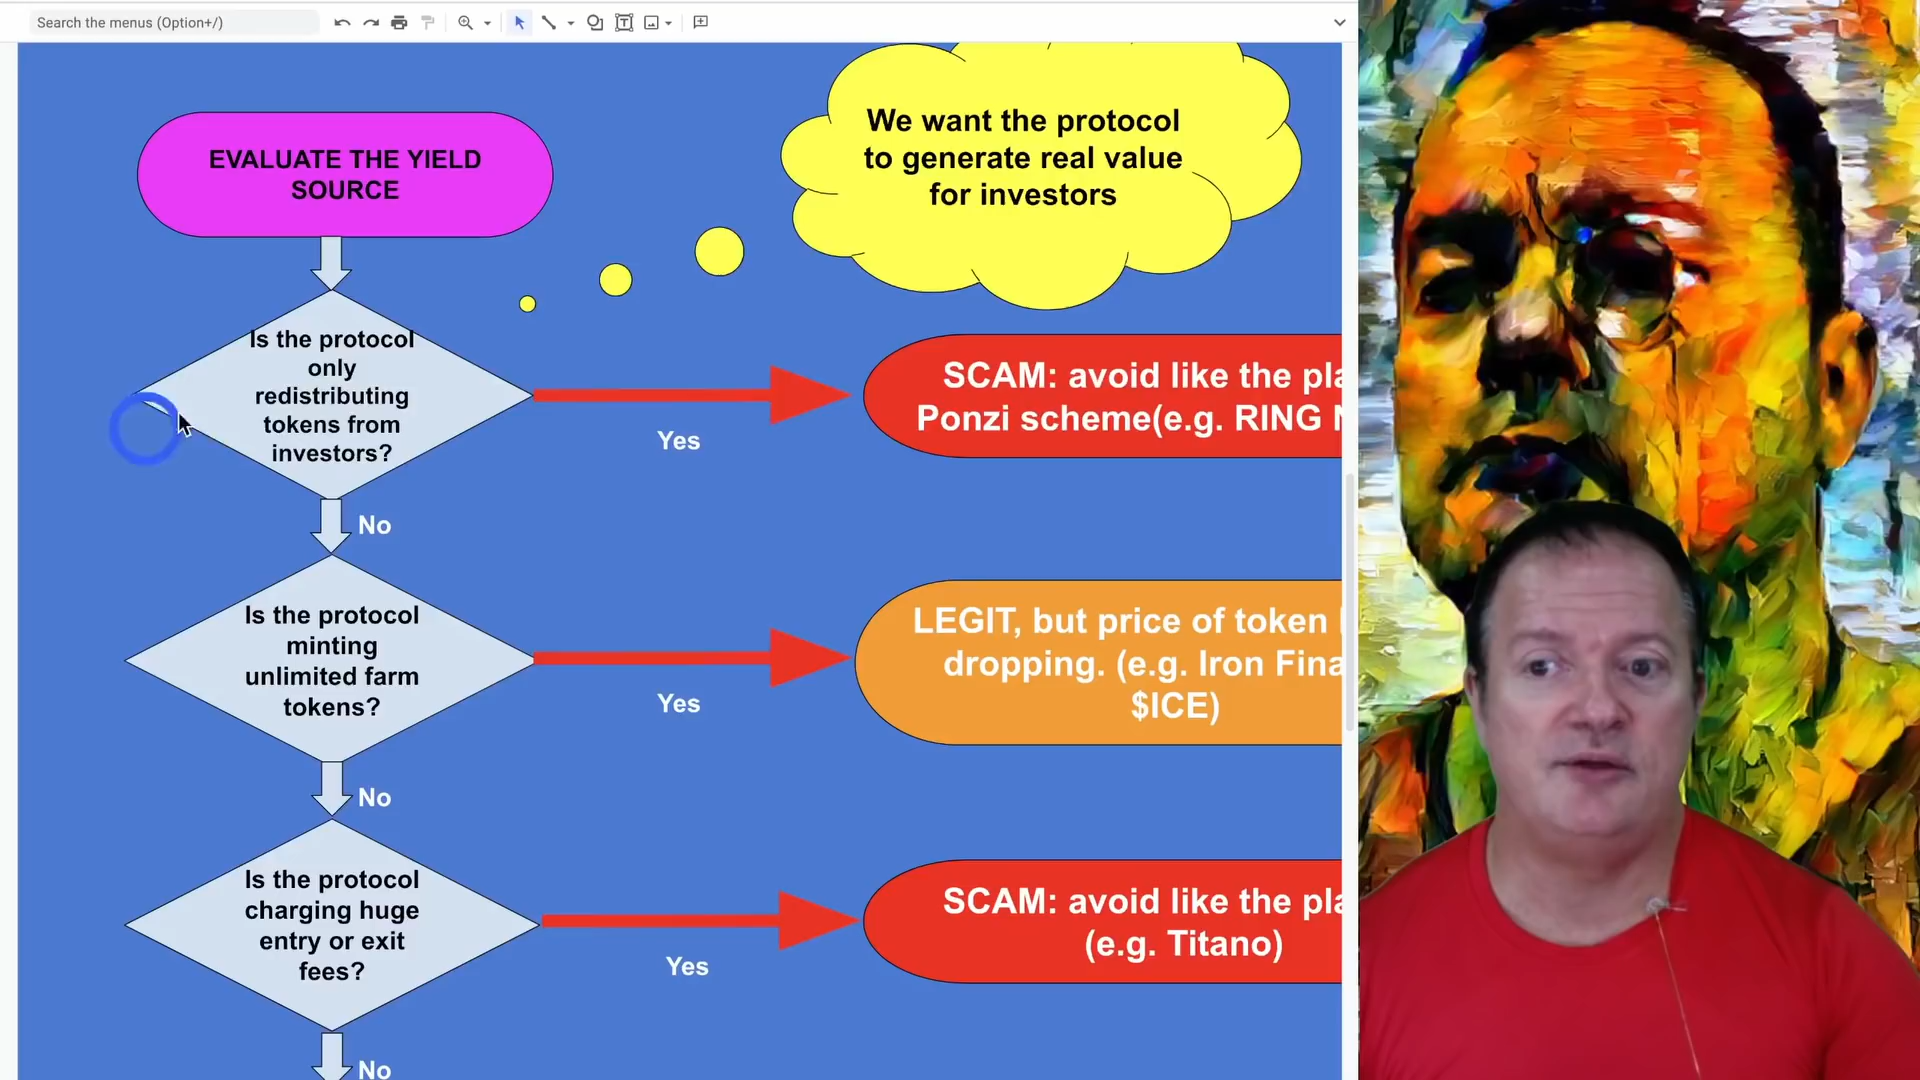 Search the menus (Option+/)
We want the protocol
to generate real value
for investors
EVALUATE THE YIELD
SOURCE
Is the protocol
only
redistributing
tokens from
investors?
Yes
SCAM: avoid like the
Ponzi scheme(e.g. RING
No
Is the protocol
minting
unlimited farm
tokens?
Yes
LEGIT, but price of token
dropping. (e.g. Iron
$ICE)
No
Is the protocol
charging huge
entry or exit
fees?
Yes
SCAM: avoid like the
(e.g. Titano)
No